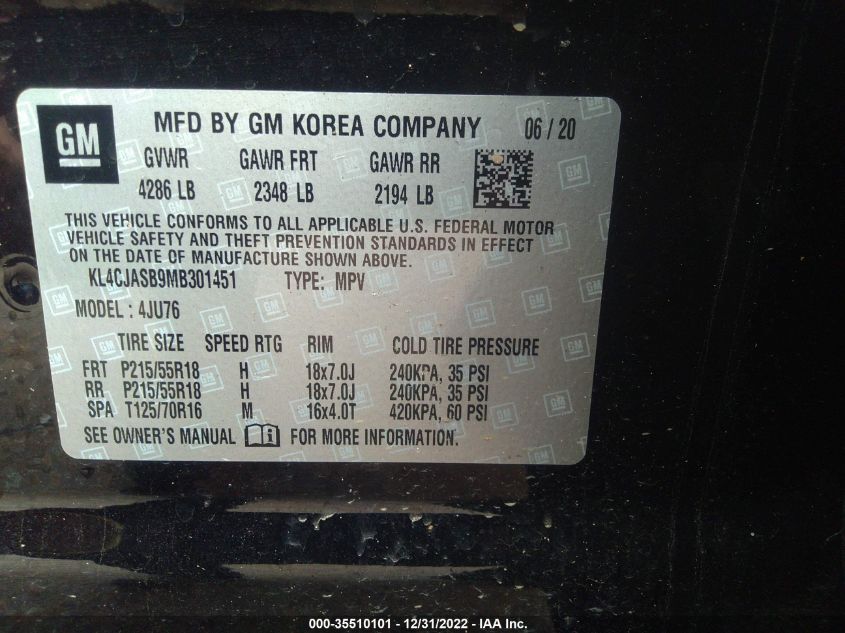 GM MFD BY GM KOREA COMPANY 06 / 20
GVWR GAWR FRT GAWR RR
4286 LB 2348 LB 2194 LB
THIS VEHICLE CONFORMS TO ALL APPLICABLE U.S. FEDERAL MOTOR
VEHICLE SAFETY AND THEFT PREVENTION STANDARDS IN EFFECT
ON THE DATE OF MANUFACTURE SHOWN ABOVE.
KL4CJASB9MB301451 TYPE: MPV
MODEL : 4JU76
TIRE SIZE SPEED RTG RIM COLD TIRE PRESSURE
FRT P215/55R18 H 18x7.0J 240KPA, 35 PSI
RR P215/55R18 H 18x7.0J 240KPA, 35 PSI
SPA T125/70R16 M 16x4.0T 420KPA, 60 PSI
SEE OWNER'S MANUAL FOR MORE INFORMATION.
000-35510101 - 12/31/2022 - IAA Inc.